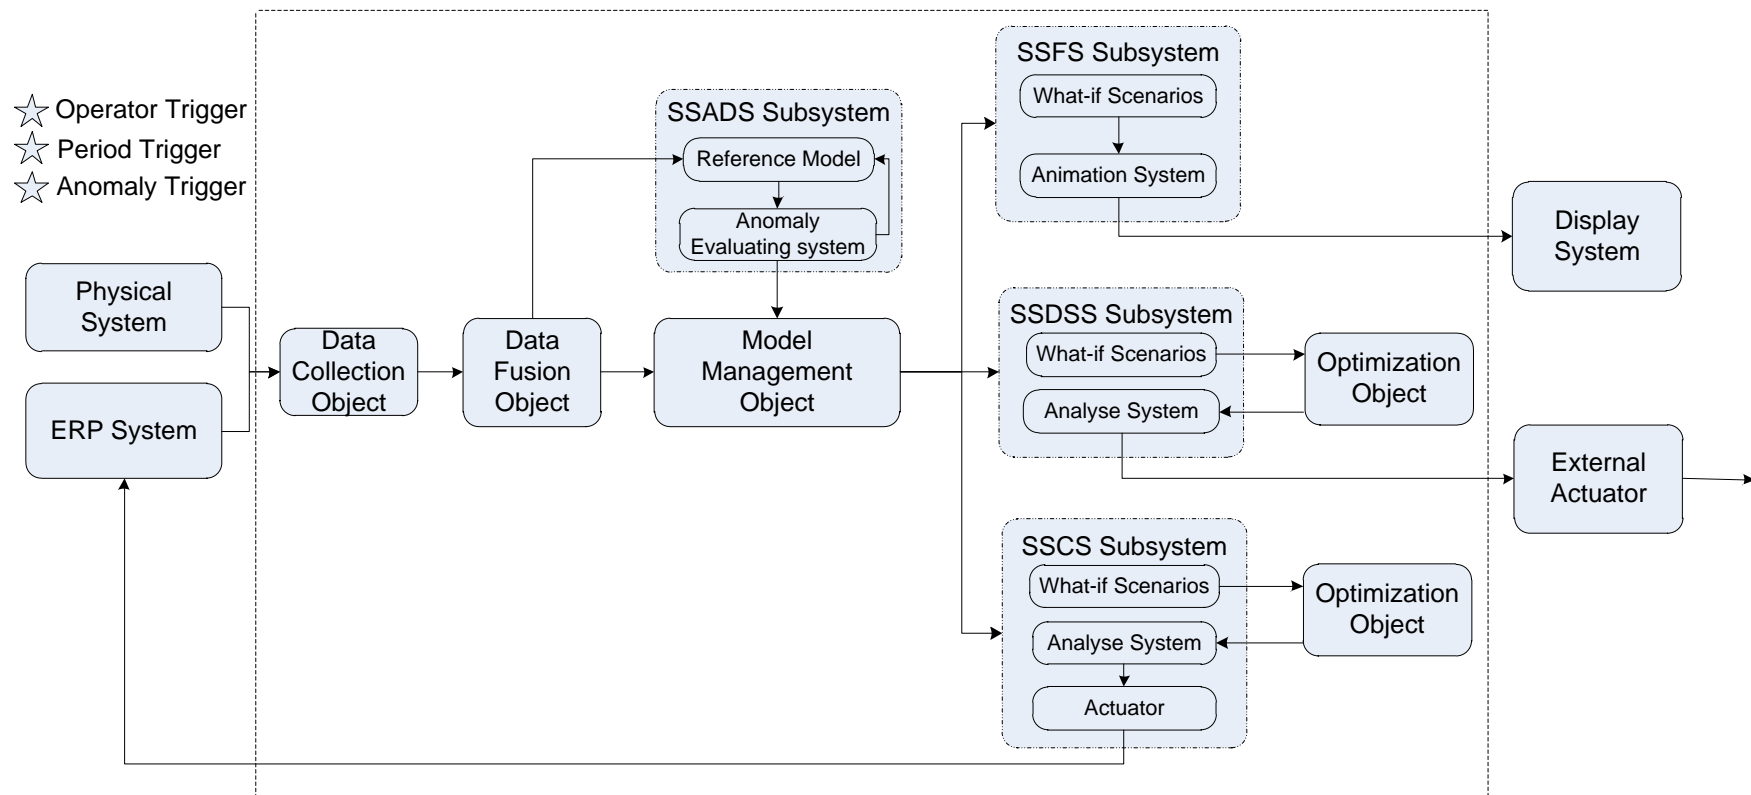 Operator Trigger
Period Trigger
Anomaly Trigger
Physical
System
ERP System
Data
Collection
Object
Data
Fusion
Object
SSADS Subsystem
Reference Model
Anomaly
Evaluating system
Model
Management
Object
SSFS Subsystem
What-if Scenarios
Animation System
Display
System
SSDSS Subsystem
What-if Scenarios
Analyse System
Optimization
Object
External
Actuator
SSCS Subsystem
What-if Scenarios
Analyse System
Actuator
Optimization
Object